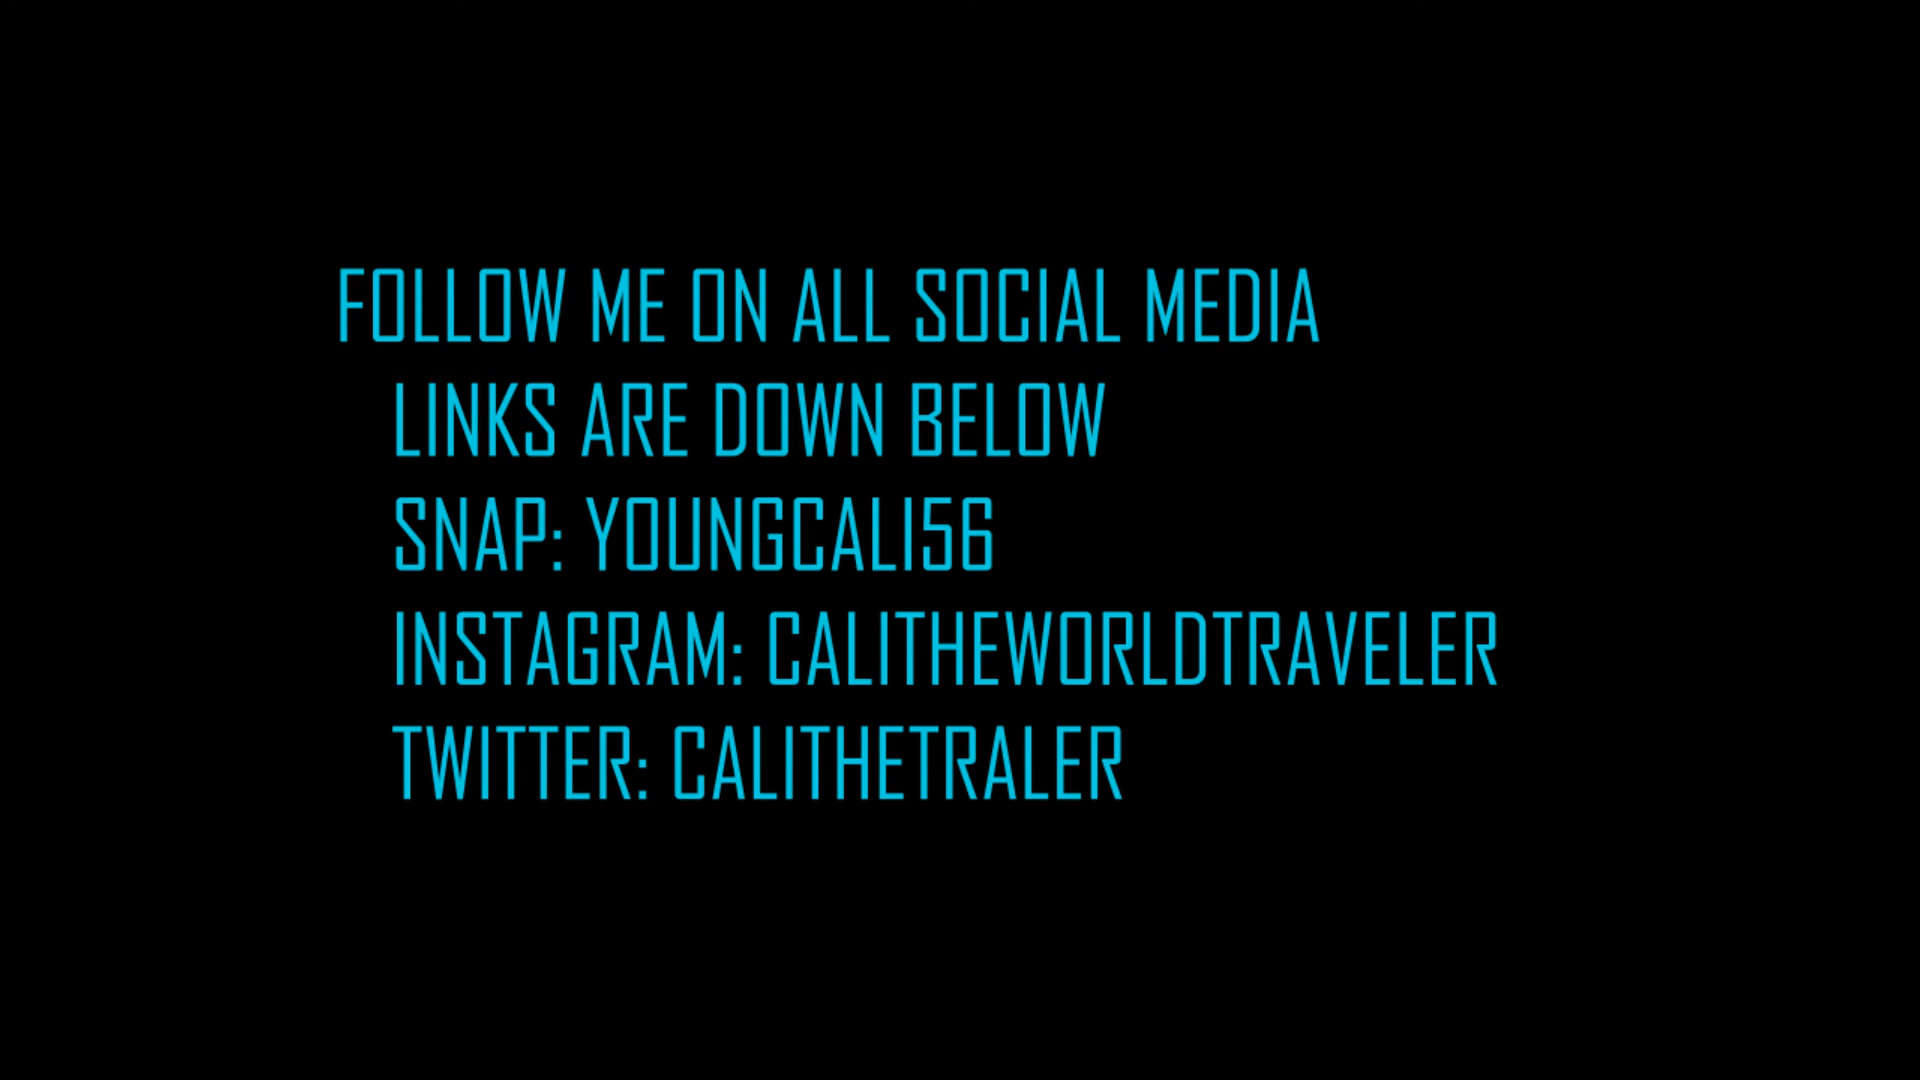 FOLLOW ME ON ALL SOCIAL MEDIA
LINKS ARE DOWN BELOW
SNAP: YOUNGCALI56
INSTAGRAM: CALITHEWORLDTRAVELER
TWITTER: CALITHETRALER